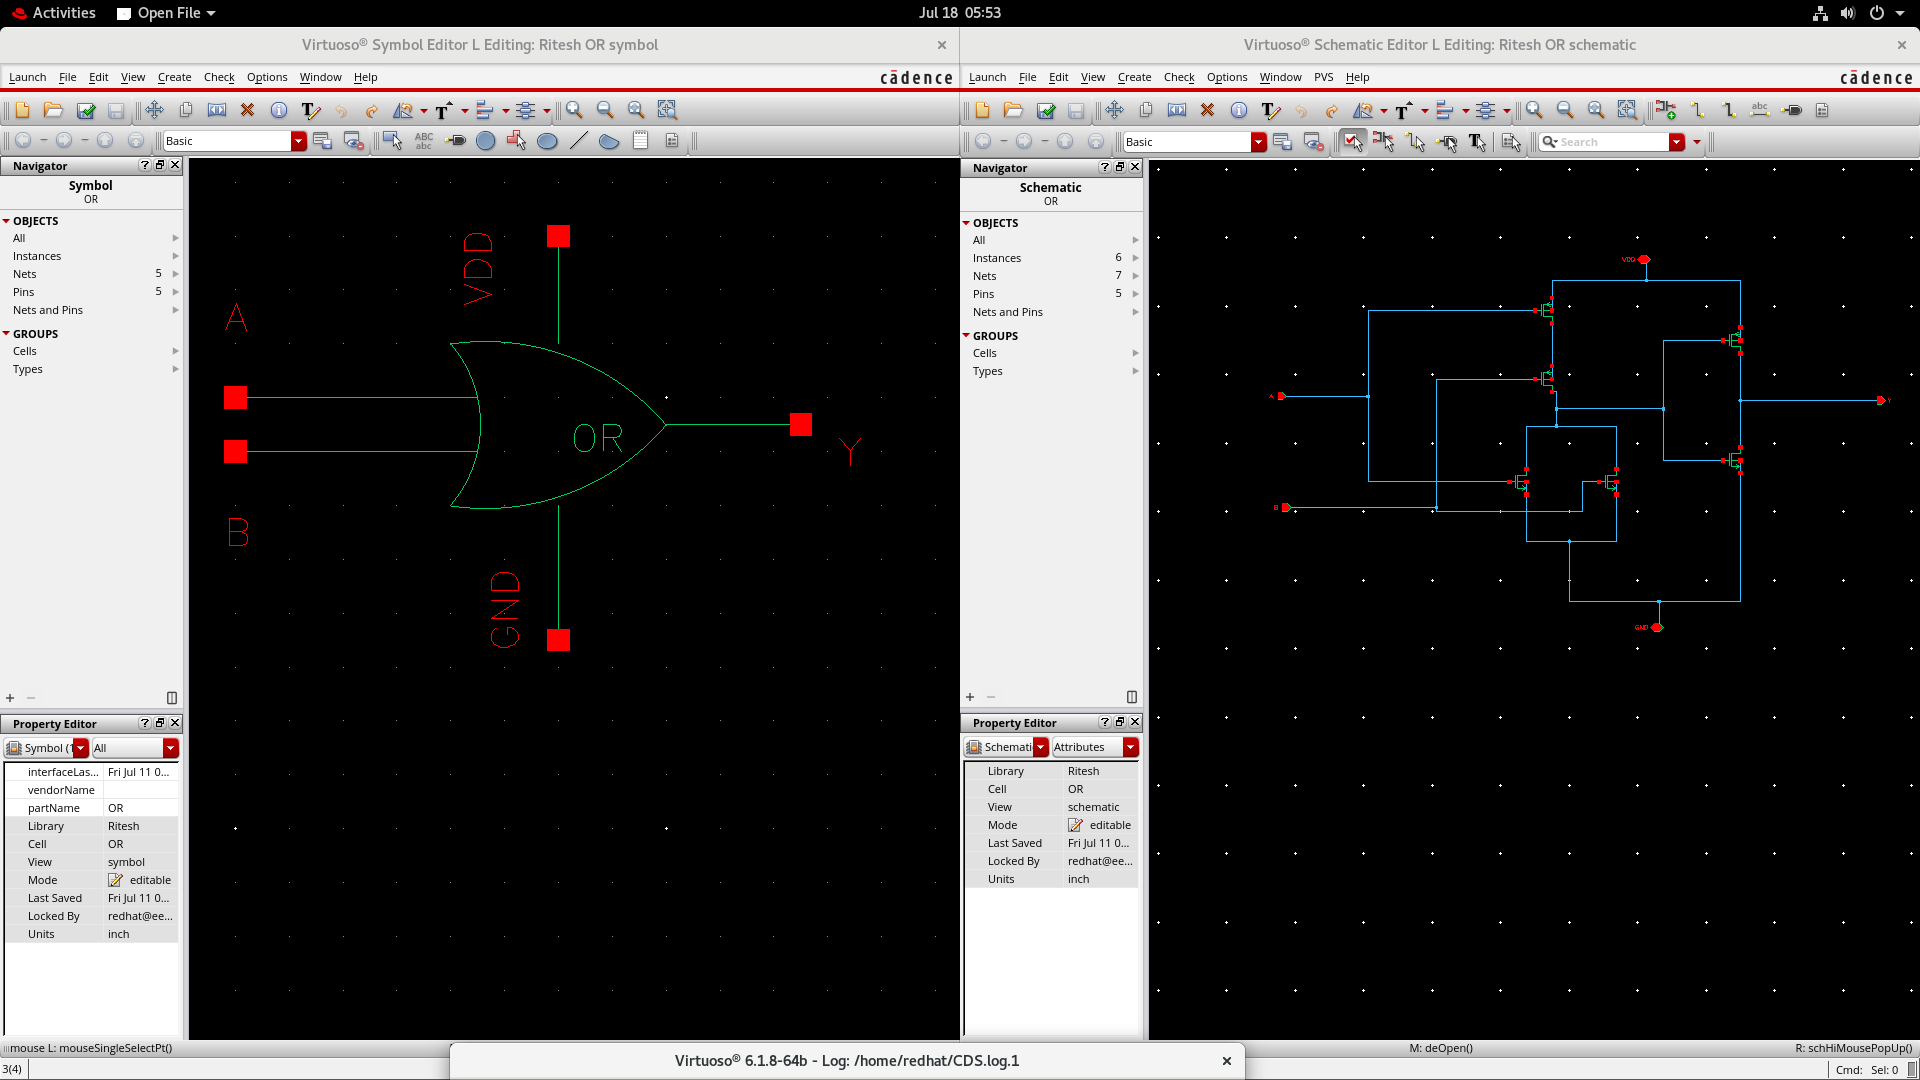 Activities
Open File
Jul 18 05:53
Virtuoso® Symbol Editor L Editing: Ritesh OR symbol
Launch File Edit View Create Check Options Window Help
cādence
Basic
ABC
abc
Navigator
Symbol
OR
OBJECTS
All
Instances
Nets 5
Pins 5
Nets and Pins
GROUPS
Cells
Types
Property Editor
Symbol (1
All
interfaceLas... Fri Jul 11 0...
vendorName
partName OR
Library Ritesh
Cell OR
View symbol
Mode editable
Last Saved Fri Jul 11 0...
Locked By redhat@ee...
Units inch
VDD
A
B
OR
Y
GND
mouse L: mouseSingleSelectPt()
3(4)
Virtuoso® Schematic Editor L Editing: Ritesh OR schematic
Launch File Edit View Create Check Options Window PVS Help
cādence
abc
Basic
Search
Navigator
Schematic
OR
OBJECTS
All
Instances 6
Nets 7
Pins 5
Nets and Pins
GROUPS
Cells
Types
Property Editor
Schemati
Attributes
Library Ritesh
Cell OR
View schematic
Mode editable
Last Saved Fri Jul 11 0...
Locked By redhat@ee...
Units inch
VDD
A
B
Y
GND
M: deOpen()
R: schHiMousePopUp()
Cmd: Sel: 0
Virtuoso® 6.1.8-64b - Log: /home/redhat/CDS.log.1